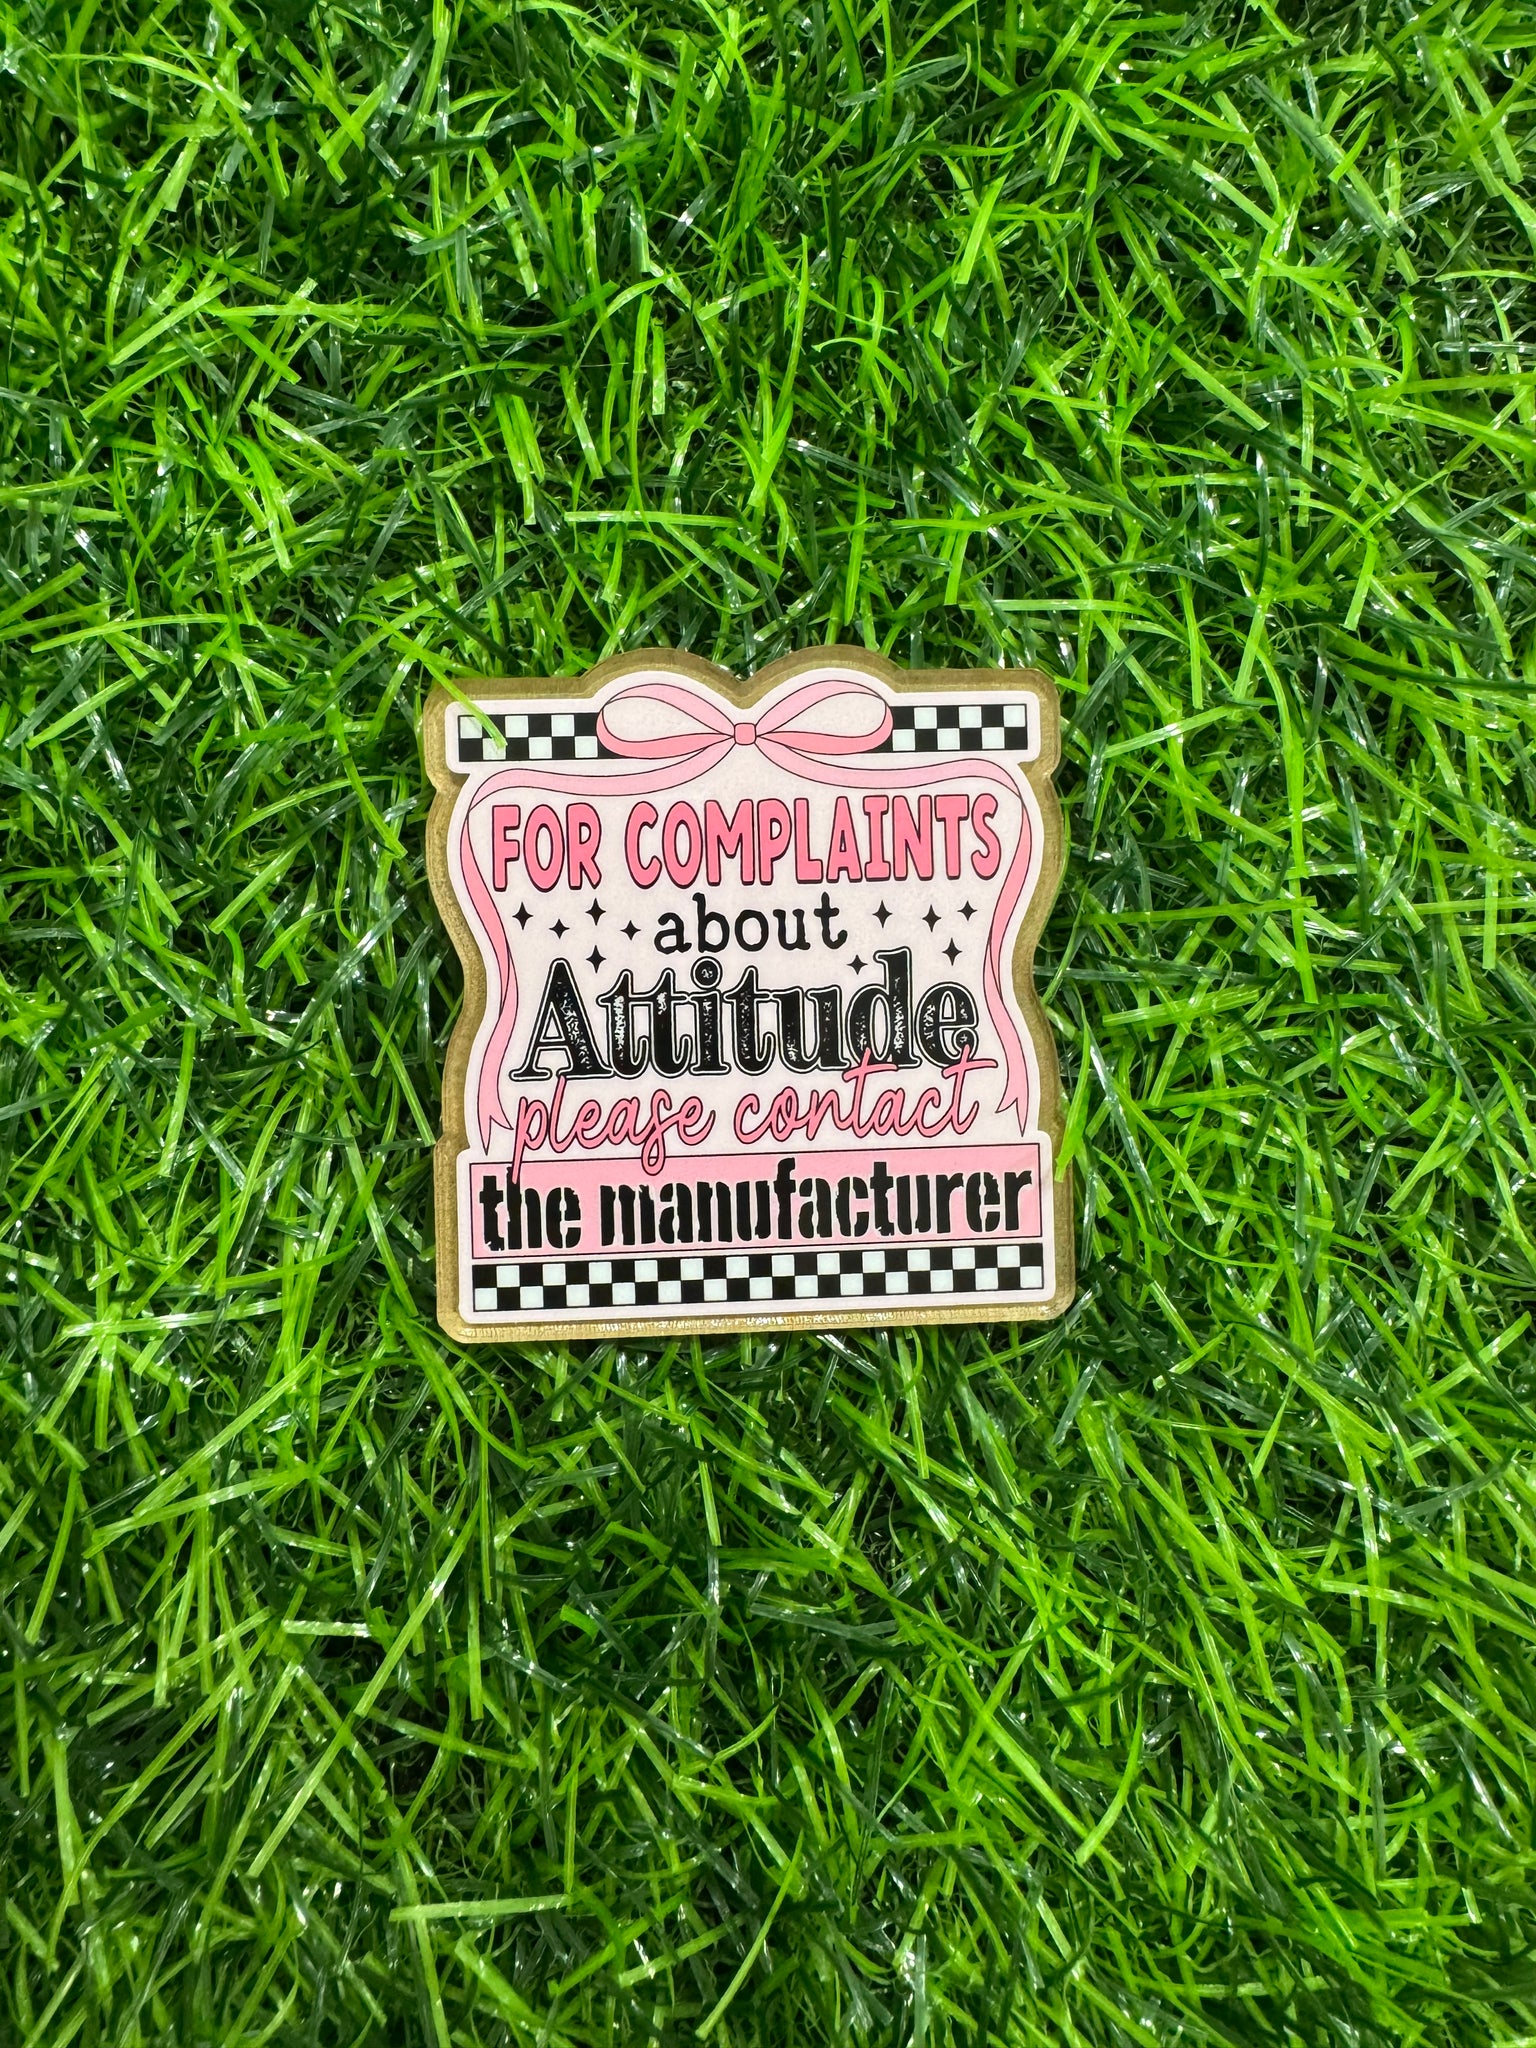 FOR COMPLAINTS
about
Attitude
please contact
the manufacturer